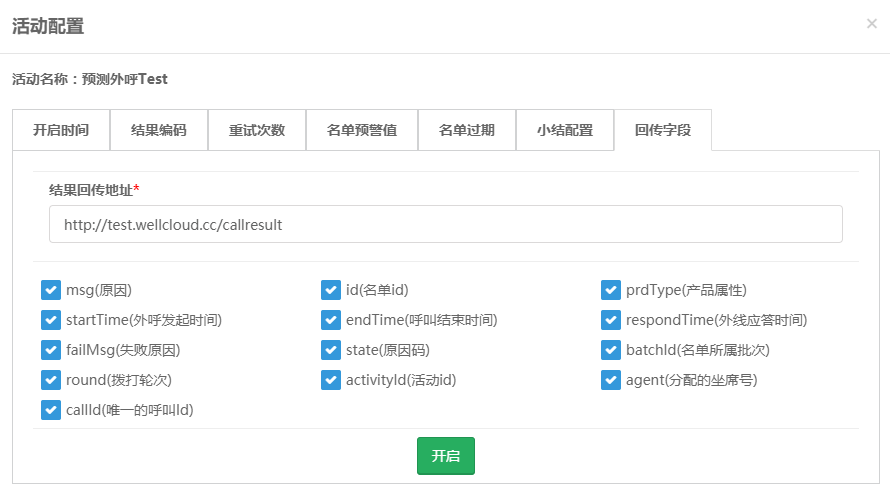 活动配置 ×
活动名称：预测外呼Test
开启时间 结果编码 重试次数 名单预警值 名单过期 小结配置 回传字段
结果回传地址*
http://test.wellcloud.cc/callresult
msg(原因) id(名单id) prdType(产品属性)
startTime(外呼发起时间) endTime(呼叫结束时间) respondTime(外线应答时间)
failMsg(失败原因) state(原因码) batchId(名单所属批次)
round(拨打轮次) activityId(活动id) agent(分配的坐席号)
callId(唯一的呼叫Id)
开启